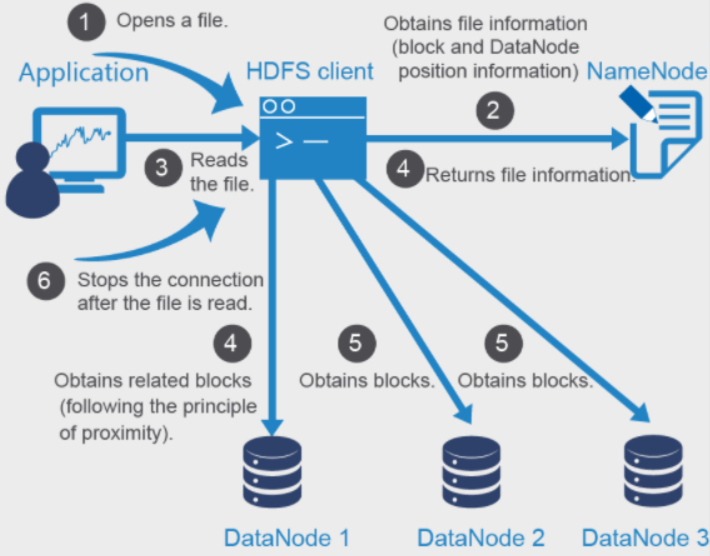 1 Opens a file.
Obtains file information
(block and DataNode
position information)
Application
HDFS client
NameNode
2
3 Reads
the file.
4 Returns file information.
6 Stops the connection
after the file is read.
4
Obtains related blocks
(following the principle
of proximity).
5
Obtains blocks.
5
Obtains blocks.
DataNode 1
DataNode 2
DataNode 3